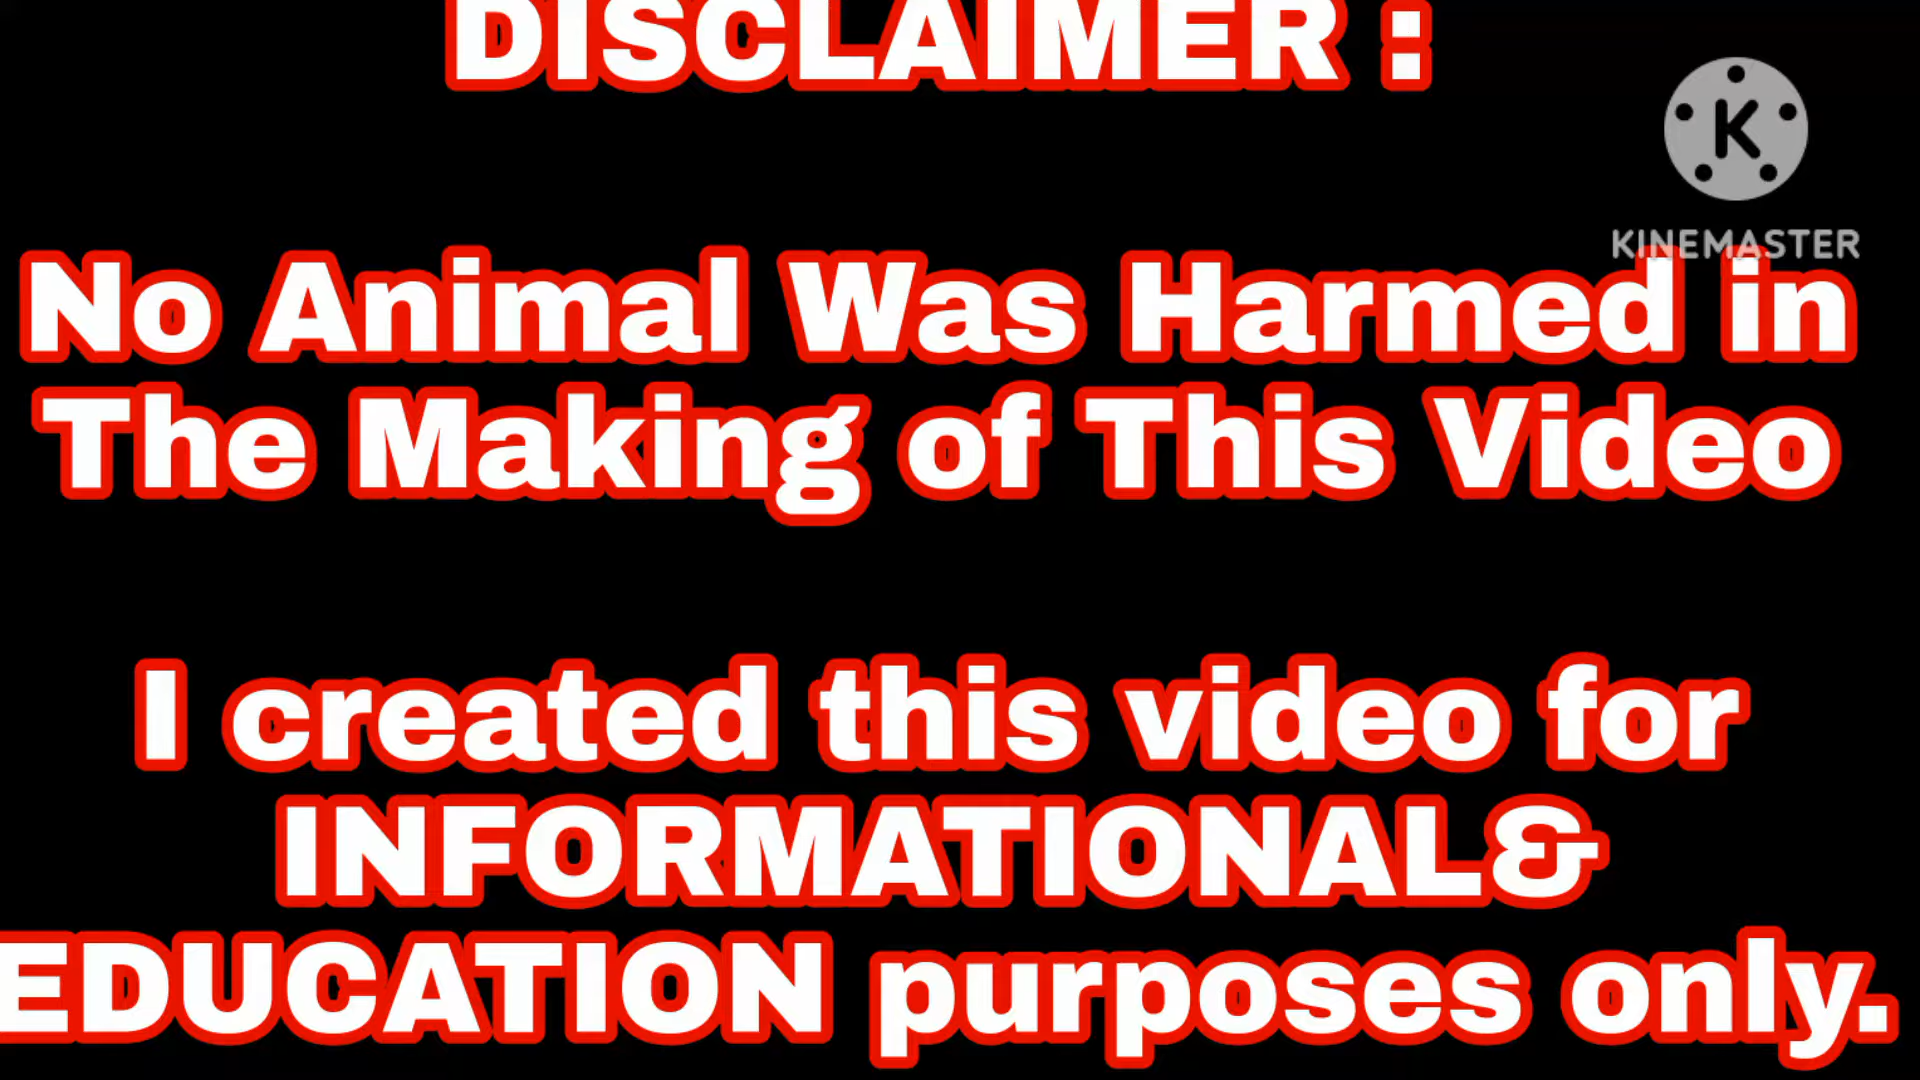 DISCLAIMER :
K
KINEMASTER
No Animal Was Harmed in
The Making of This Video
I created this video for
INFORMATIONAL&
EDUCATION purposes only.